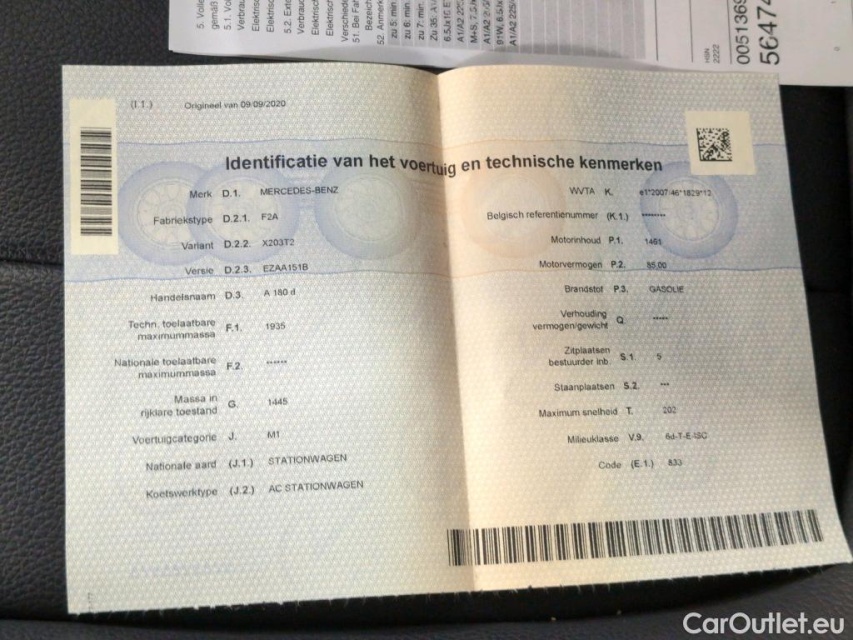 0051369
5647
HSN
2222
(I 1.) Origineel van 09/09/2020
Identificatie van het voertuig en technische kenmerken
Merk D.1. MERCEDES-BENZ
Fabriekstype D.2.1. F2A
Variant D.2.2. X203T2
Versie D.2.3. EZAA151B
Handelsnaam D.3. A 180 d
Techn. toelaatbare
maximummassa F.1. 1935
Nationale toelaatbare
maximummassa F.2. ******
Massa in
rijklare toestand G. 1445
Voertuigcategorie J. M1
Nationale aard (J.1.) STATIONWAGEN
Koetswerktype (J.2.) AC STATIONWAGEN
WVTA K. e1*2007/46*1829*12
Belgisch referentienummer (K.1.) ********
Motorinhoud P.1. 1461
Motorvermogen P.2. 85,00
Brandstof P.3. GASOLIE
Verhouding
vermogen/gewicht Q. *****
Zitplaatsen
bestuurder inb. S.1. 5
Staanplaatsen S.2. ***
Maximum snelheid T. 202
Milieuklasse V.9. 6d-T-E-ISC
Code (E.1.) 833
CarOutlet.eu